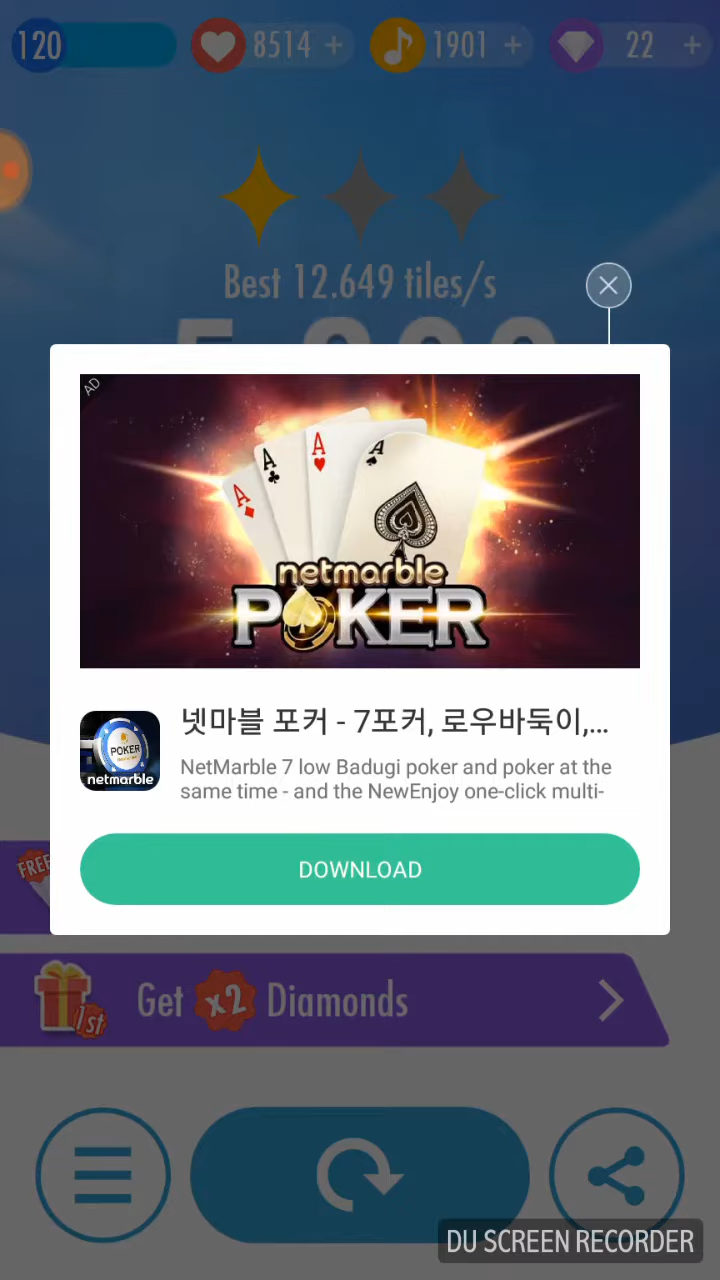 120
8514 +
1901 +
22 +
Best 12.649 tiles/s
AD
A A A A
netmarble
POKER
POKER
netmarble
넷마블 포커 - 7포커, 로우바둑이,...
NetMarble 7 low Badugi poker and poker at the
same time - and the NewEnjoy one-click multi-
FREE
DOWNLOAD
1st
Get x2 Diamonds
DU SCREEN RECORDER